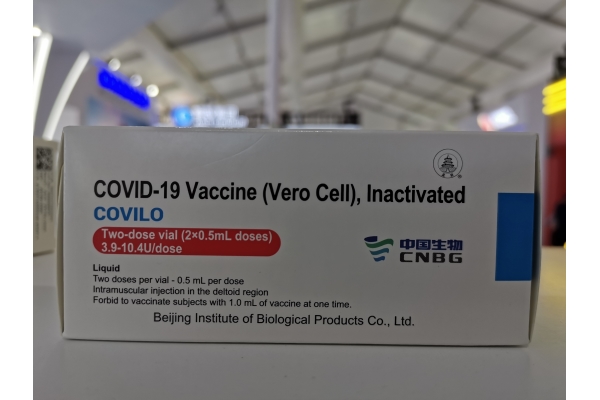 COVID-19 Vaccine (Vero Cell), Inactivated
COVILO
Two-dose vial (2×0.5mL doses)
3.9-10.4U/dose
中国生物
CNBG
Liquid
Two doses per vial - 0.5 mL per dose
Intramuscular injection in the deltoid region
Forbid to vaccinate subjects with 1.0 mL of vaccine at one time.
Beijing Institute of Biological Products Co., Ltd.